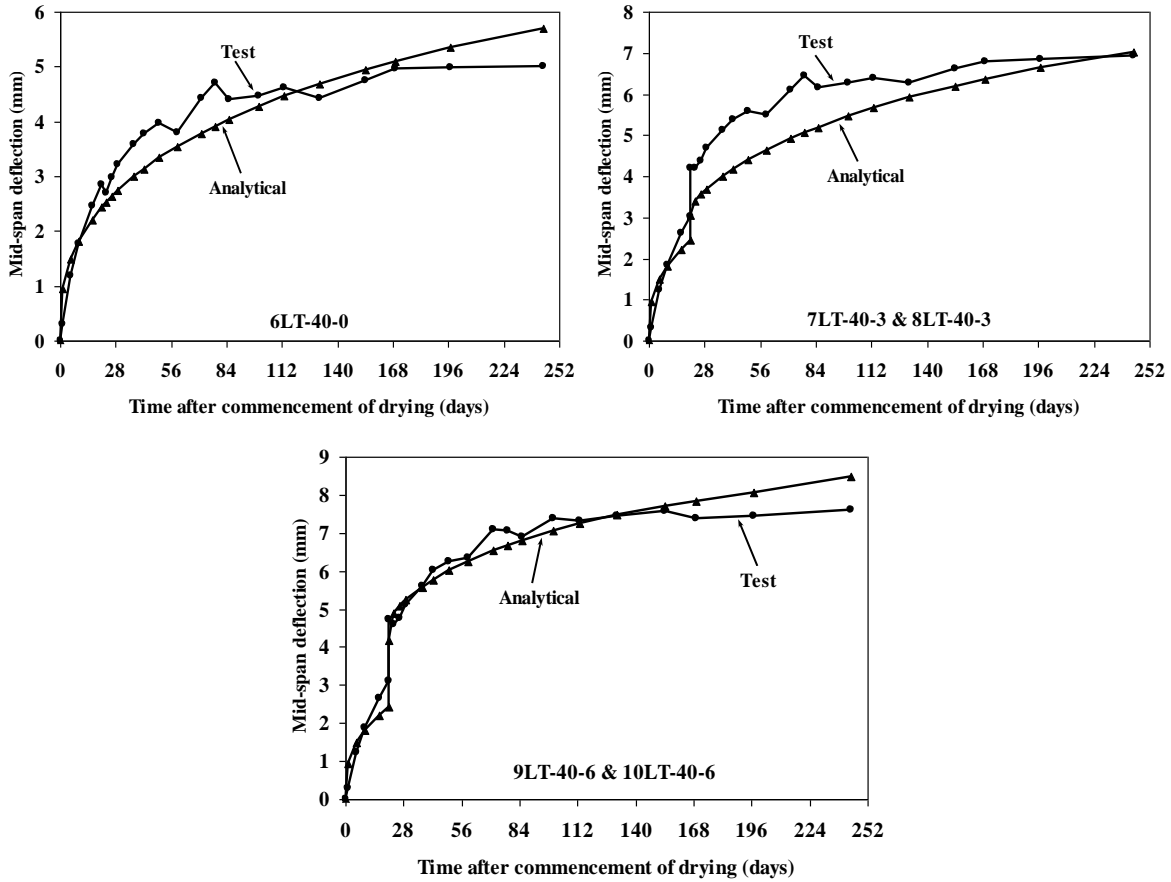 Mid-span deflection (mm)
6
5
4
3
2
1
0
Test
Analytical
6LT-40-0
0 28 56 84 112 140 168 196 224 252
Time after commencement of drying (days)
Mid-span deflection (mm)
8
7
6
5
4
3
2
1
0
Test
Analytical
7LT-40-3 & 8LT-40-3
0 28 56 84 112 140 168 196 224 252
Time after commencement of drying (days)
Mid-span deflection (mm)
9
8
7
6
5
4
3
2
1
0
Analytical
Test
9LT-40-6 & 10LT-40-6
0 28 56 84 112 140 168 196 224 252
Time after commencement of drying (days)